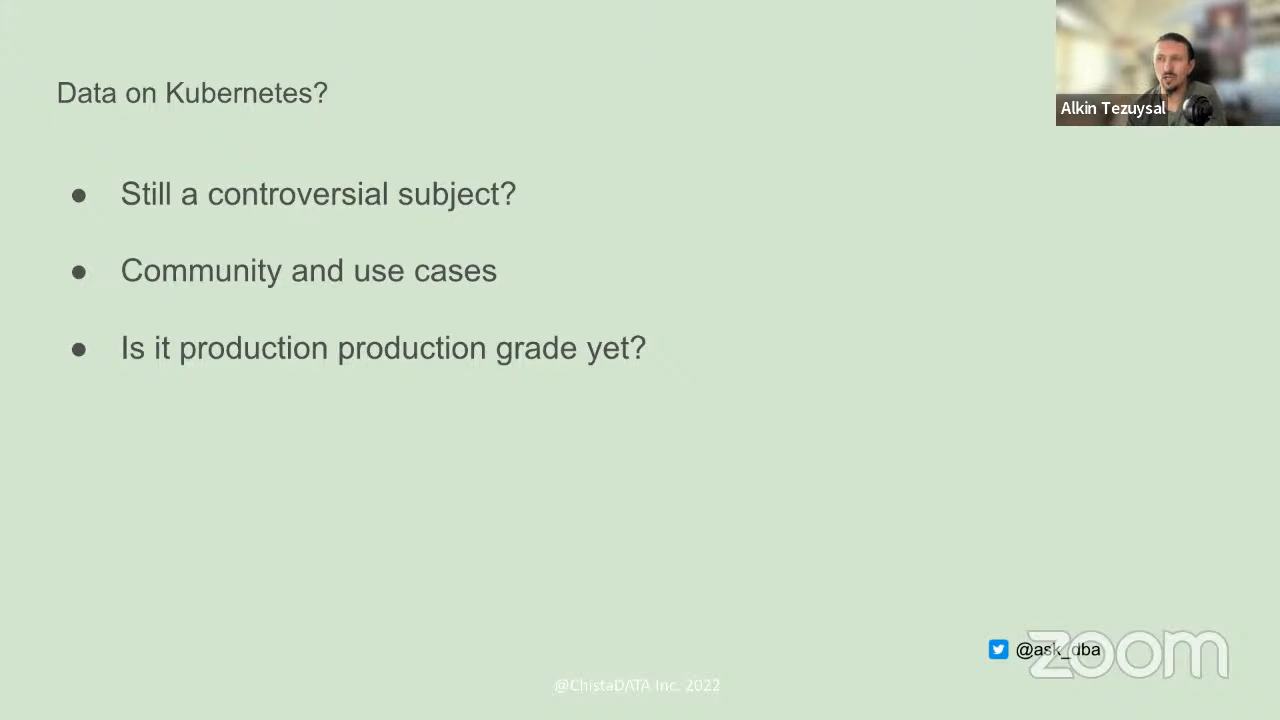 Data on Kubernetes?
Alkin Tezuysal
● Still a controversial subject?
● Community and use cases
● Is it production production grade yet?
@ask_dba
zoom
@ChistaDATA Inc. 2022